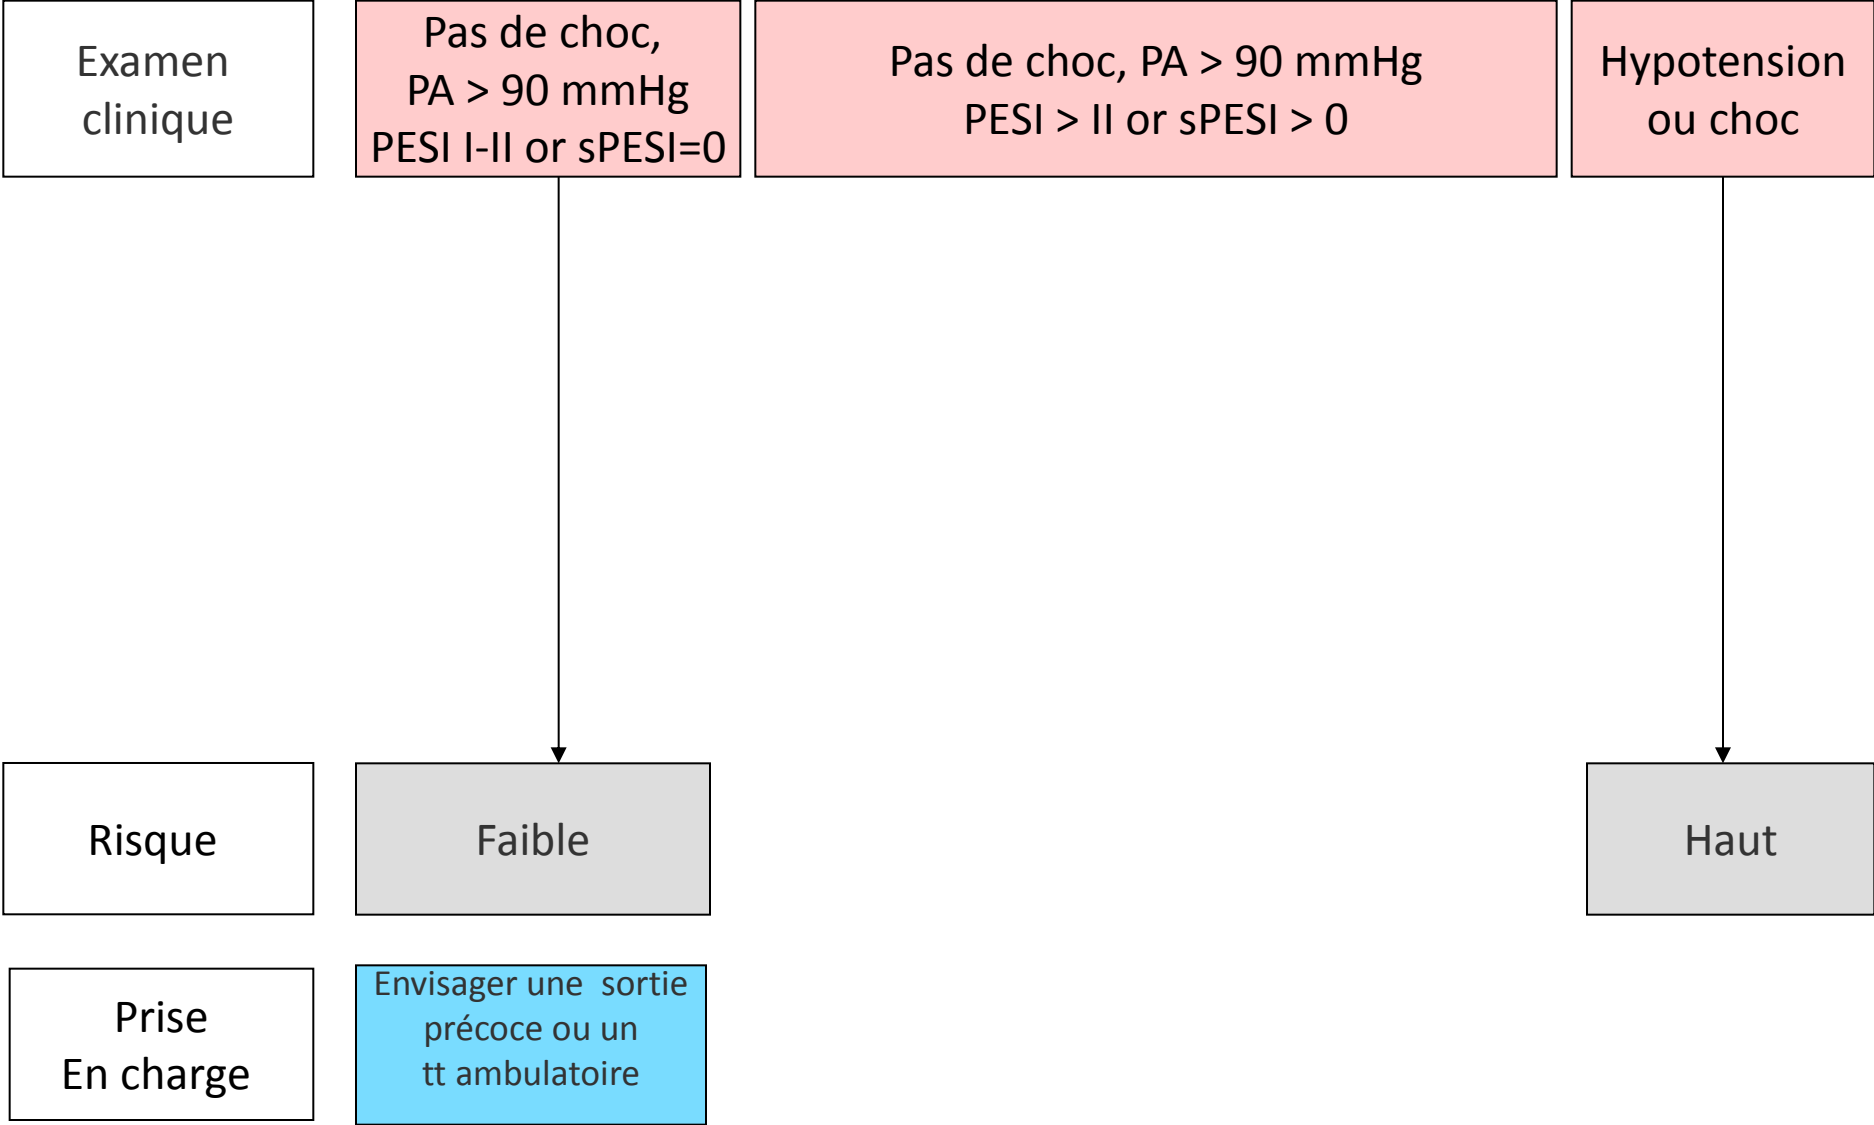 Examen
clinique
Pas de choc,
PA > 90 mmHg
PESI I-II or sPESI=0
Pas de choc, PA > 90 mmHg
PESI > II or sPESI > 0
Hypotension
ou choc
Risque
Faible
Haut
Prise
En charge
Envisager une  sortie
précoce ou un
tt ambulatoire